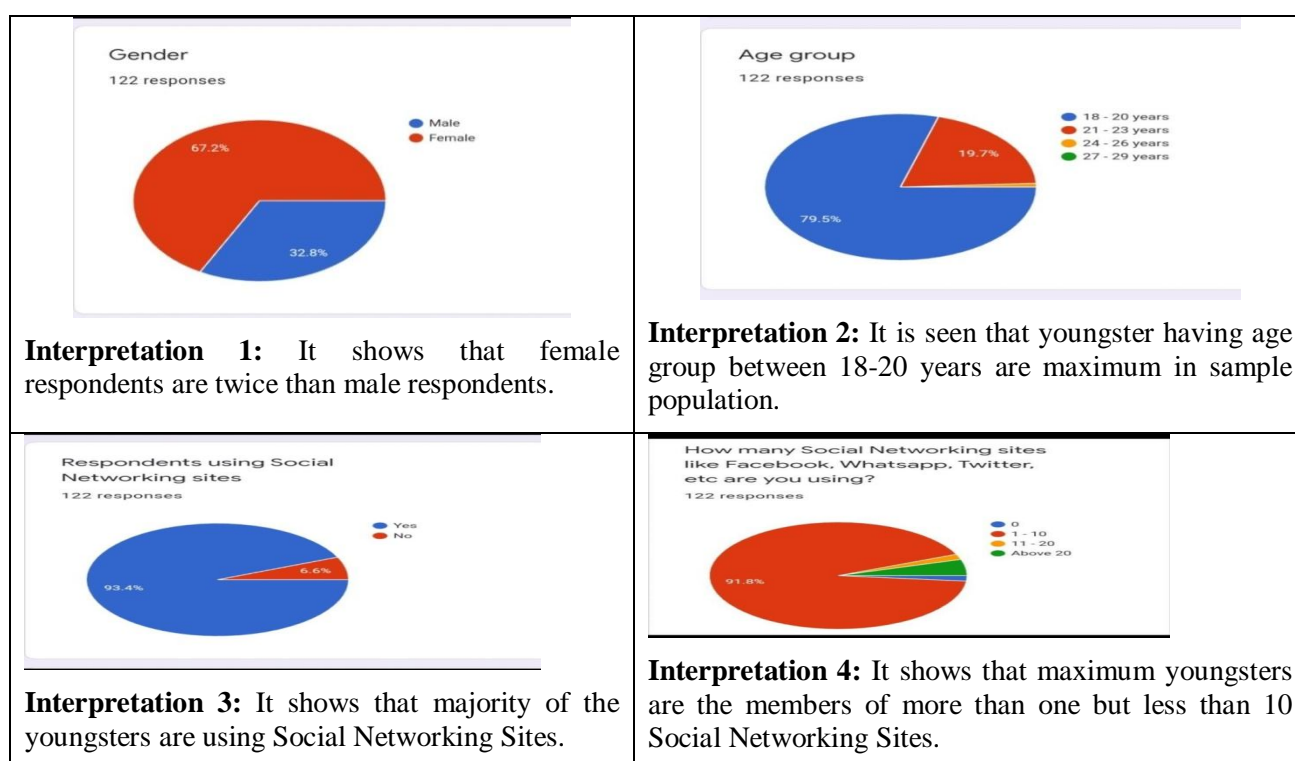 Gender
122 responses
Male
Female
67.2%
32.8%
Interpretation 1: It shows that female
respondents are twice than male respondents.
Age group
122 responses
18 - 20 years
21 - 23 years
24 - 26 years
27 - 29 years
19.7%
79.5%
Interpretation 2: It is seen that youngster having age
group between 18-20 years are maximum in sample
population.
Respondents using Social
Networking sites
122 responses
Yes
No
6.6%
93.4%
Interpretation 3: It shows that majority of the
youngsters are using Social Networking Sites.
How many Social Networking sites
like Facebook, Whatsapp, Twitter,
etc are you using?
122 responses
0
1 - 10
11 - 20
Above 20
91.8%
Interpretation 4: It shows that maximum youngsters
are the members of more than one but less than 10
Social Networking Sites.